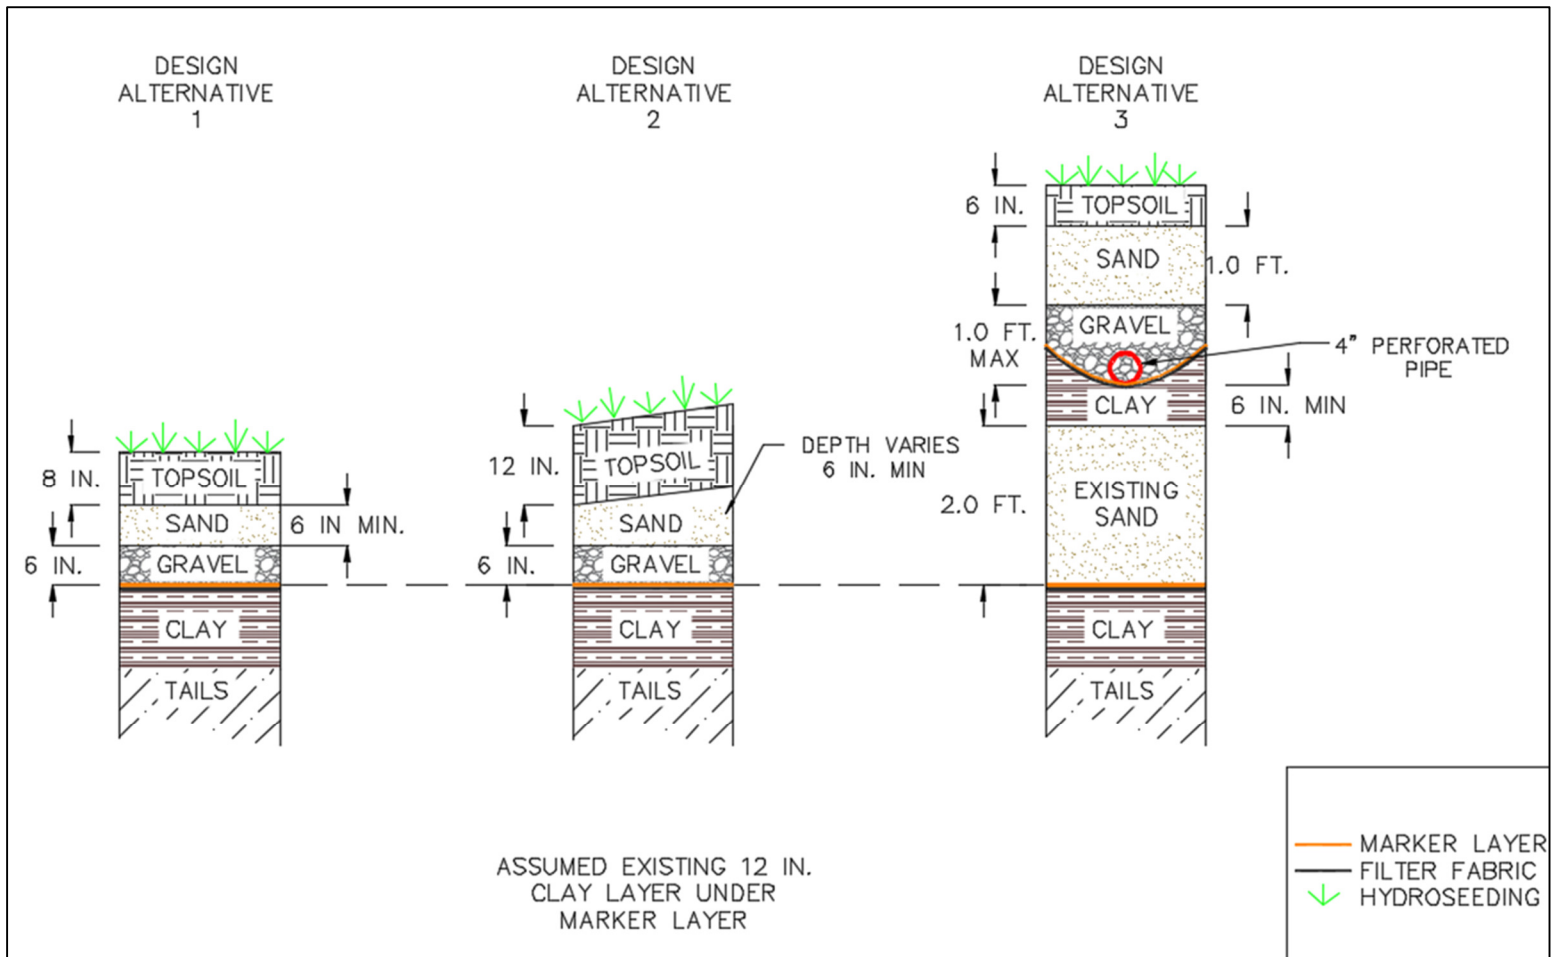 DESIGN
ALTERNATIVE
1
8 IN.
TOPSOIL
SAND
6 IN MIN.
6 IN.
GRAVEL
CLAY
TAILS
DESIGN
ALTERNATIVE
2
12 IN.
TOPSOIL
DEPTH VARIES
6 IN. MIN
SAND
6 IN.
GRAVEL
CLAY
TAILS
DESIGN
ALTERNATIVE
3
6 IN.
TOPSOIL
SAND
1.0 FT.
GRAVEL
1.0 FT.
MAX
4" PERFORATED
PIPE
CLAY
6 IN. MIN
2.0 FT.
EXISTING
SAND
CLAY
TAILS
ASSUMED EXISTING 12 IN.
CLAY LAYER UNDER
MARKER LAYER
MARKER LAYER
FILTER FABRIC
HYDROSEEDING